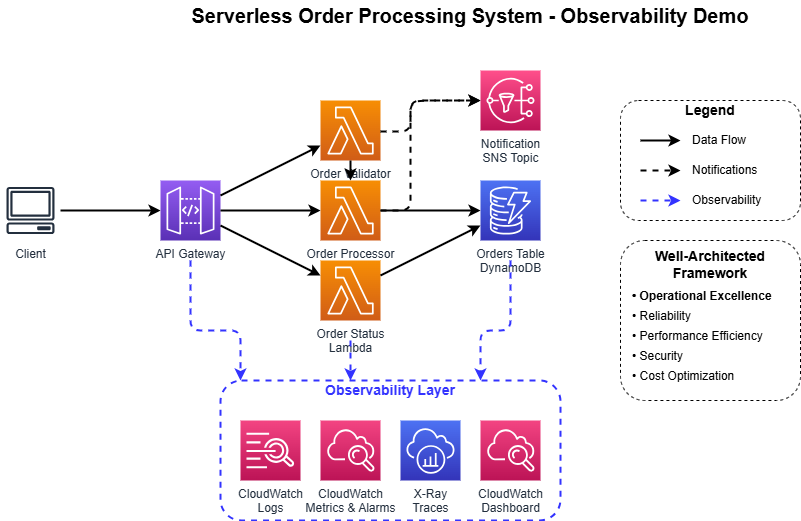 Serverless Order Processing System - Observability Demo
Notification
SNS Topic
Order Validator
Client
API Gateway
Order Processor
Orders Table
DynamoDB
Order Status
Lambda
Legend
Data Flow
Notifications
Observability
Well-Architected
Framework
• Operational Excellence
• Reliability
• Performance Efficiency
• Security
• Cost Optimization
Observability Layer
CloudWatch
Logs
CloudWatch
Metrics & Alarms
X-Ray
Traces
CloudWatch
Dashboard